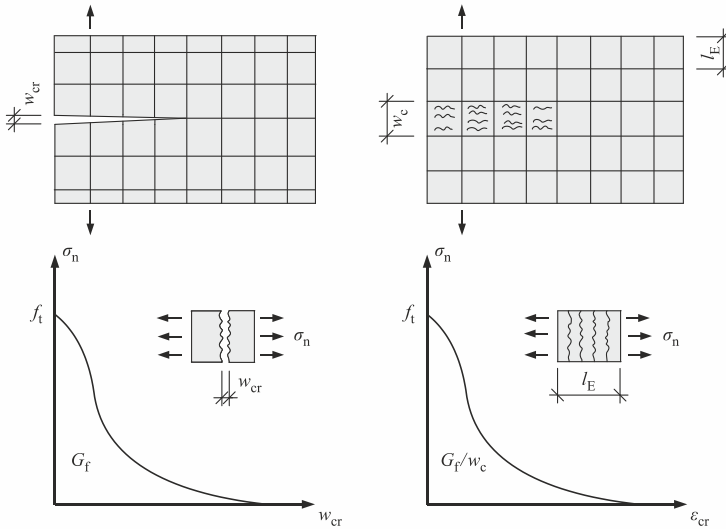 w_cr
l_E
w_c
σ_n
f_t
σ_n
w_cr
G_f
w_cr
σ_n
f_t
σ_n
l_E
G_f/w_c
ε_cr